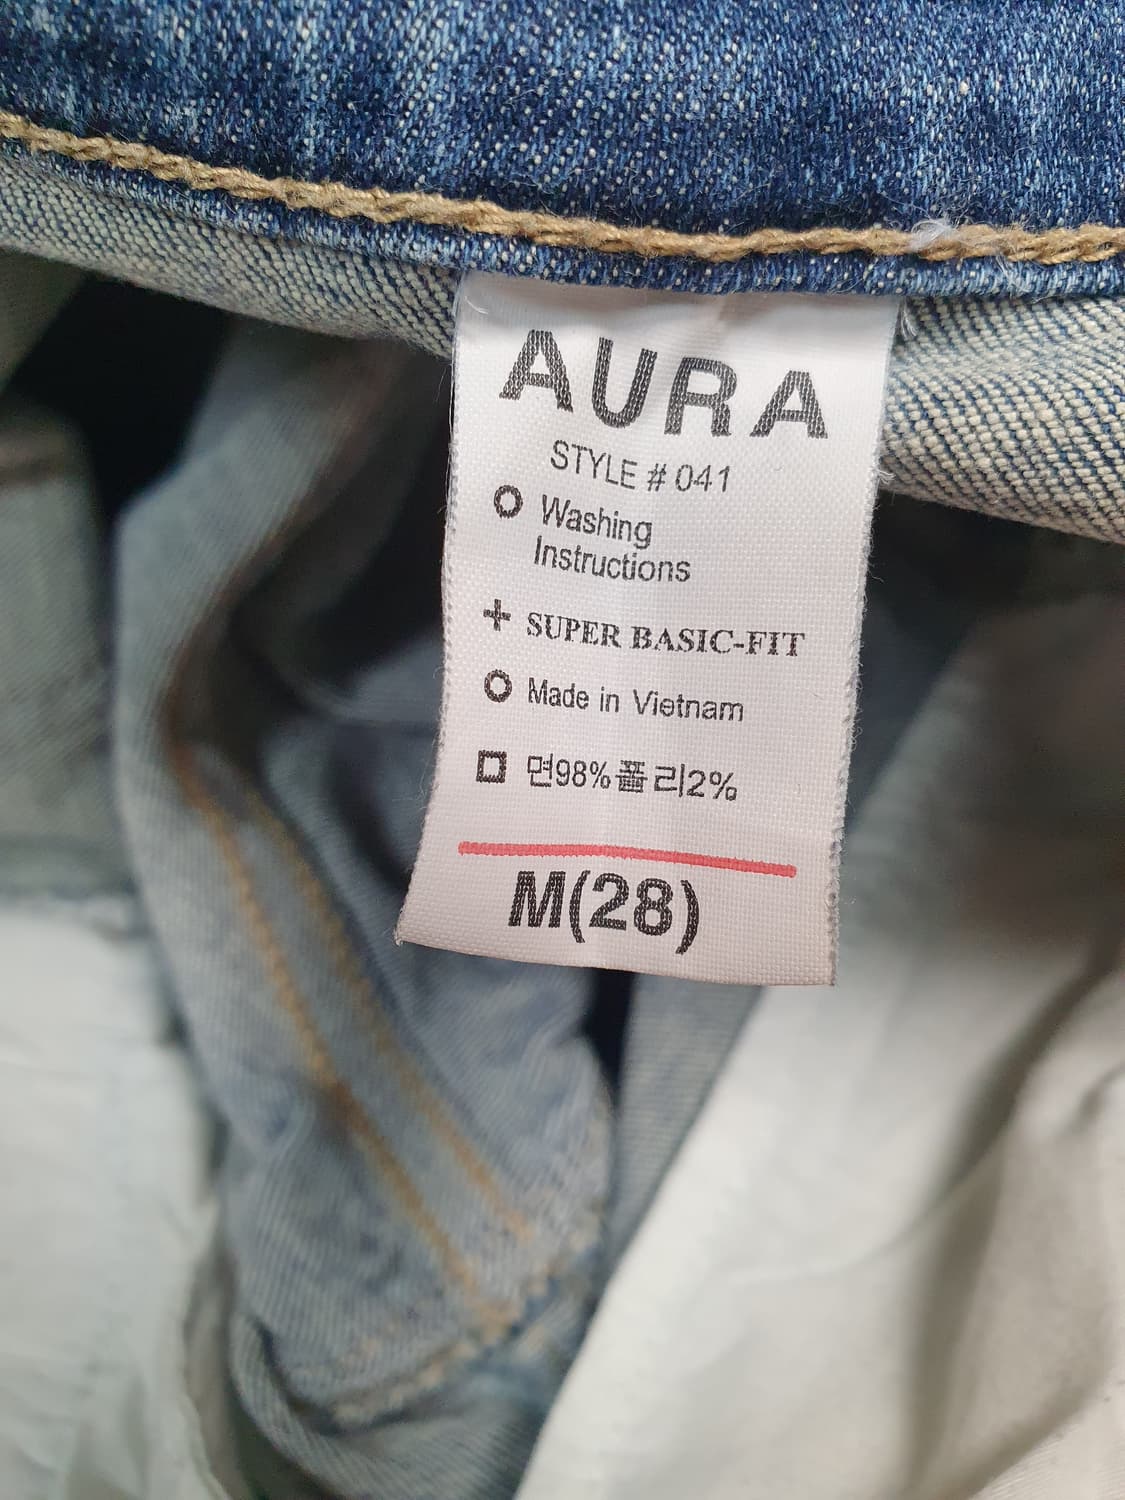 AURA
STYLE # 041
Washing
Instructions
SUPER BASIC-FIT
Made in Vietnam
면98%폴리2%
M(28)